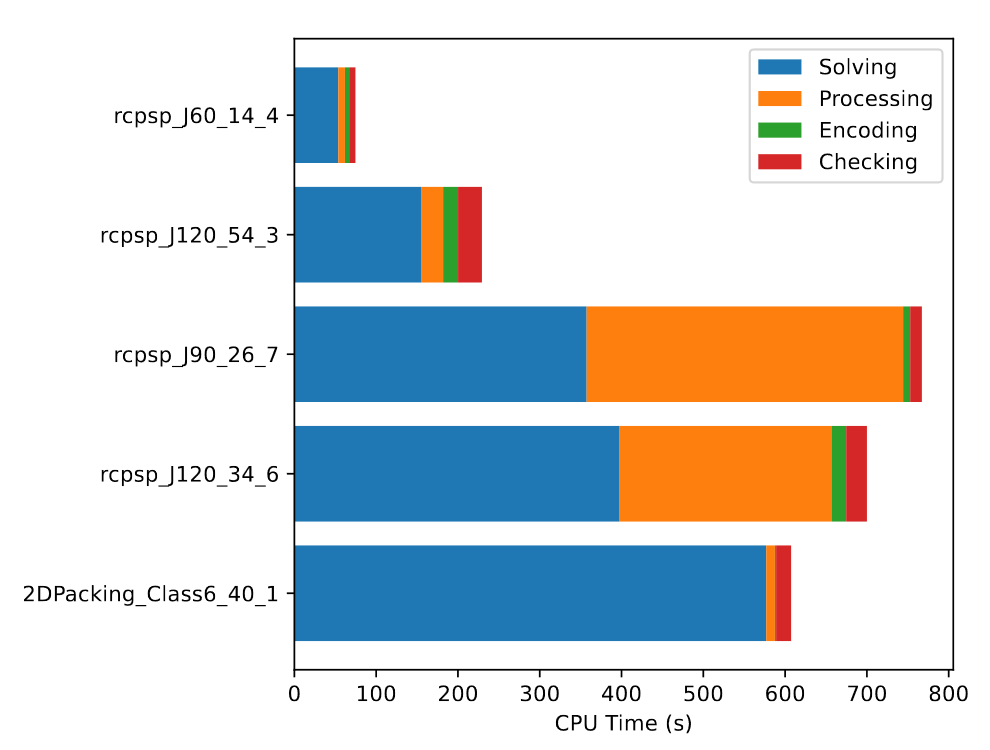 Solving
Processing
Encoding
Checking
rcpsp_J60_14_4
rcpsp_J120_54_3
rcpsp_J90_26_7
rcpsp_J120_34_6
2DPacking_Class6_40_1
0 100 200 300 400 500 600 700 800
CPU Time (s)